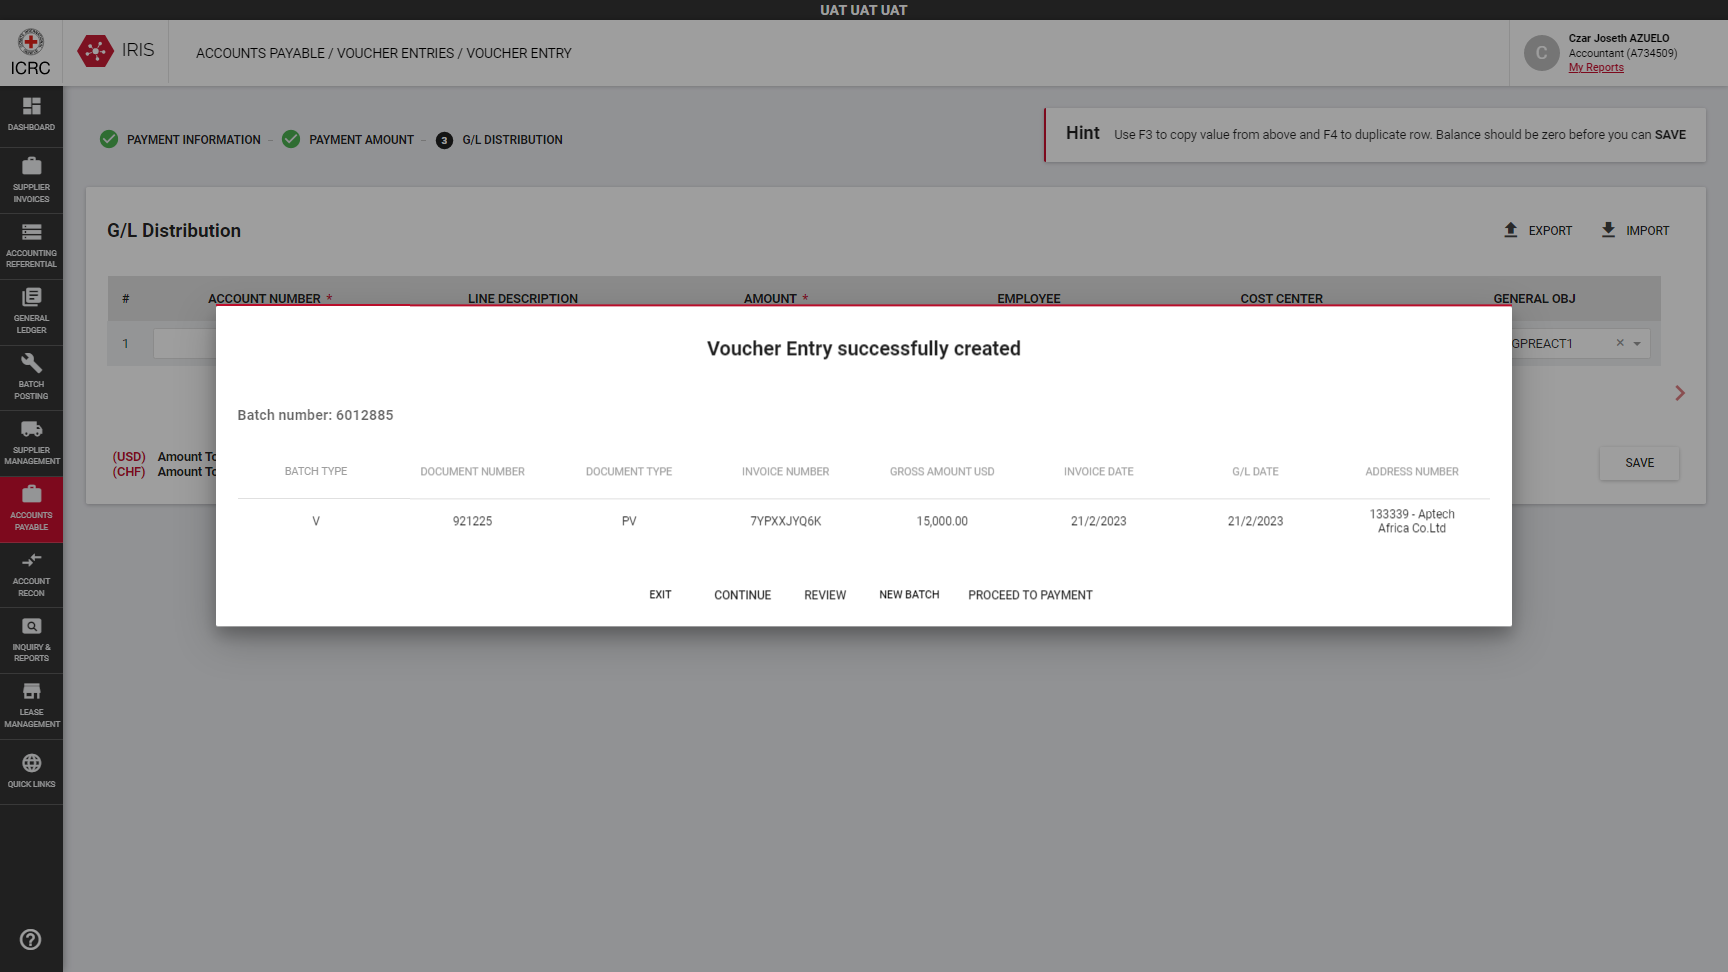 UAT UAT UAT
ICRC
IRIS
ACCOUNTS PAYABLE / VOUCHER ENTRIES / VOUCHER ENTRY
C
Czar Joseth AZUELO
Accountant (A734509)
My Reports
DASHBOARD
SUPPLIER
INVOICES
ACCOUNTING
REFERENTIAL
GENERAL
LEDGER
BATCH
POSTING
SUPPLIER
MANAGEMENT
ACCOUNTS
PAYABLE
ACCOUNT
RECON
INQUIRY &
REPORTS
LEASE
MANAGEMENT
QUICK LINKS
PAYMENT INFORMATION
PAYMENT AMOUNT
3 G/L DISTRIBUTION
Hint Use F3 to copy value from above and F4 to duplicate row. Balance should be zero before you can SAVE
G/L Distribution
EXPORT
IMPORT
# ACCOUNT NUMBER * LINE DESCRIPTION AMOUNT * EMPLOYEE COST CENTER GENERAL OBJ
1 GPREACT1 ×
(USD) Amount To
(CHF) Amount To
SAVE
Voucher Entry successfully created
Batch number: 6012885
BATCH TYPE DOCUMENT NUMBER DOCUMENT TYPE INVOICE NUMBER GROSS AMOUNT USD INVOICE DATE G/L DATE ADDRESS NUMBER
V 921225 PV 7YPXXJYQ6K 15,000.00 21/2/2023 21/2/2023 133339 - Aptech
Africa Co.Ltd
EXIT CONTINUE REVIEW NEW BATCH PROCEED TO PAYMENT